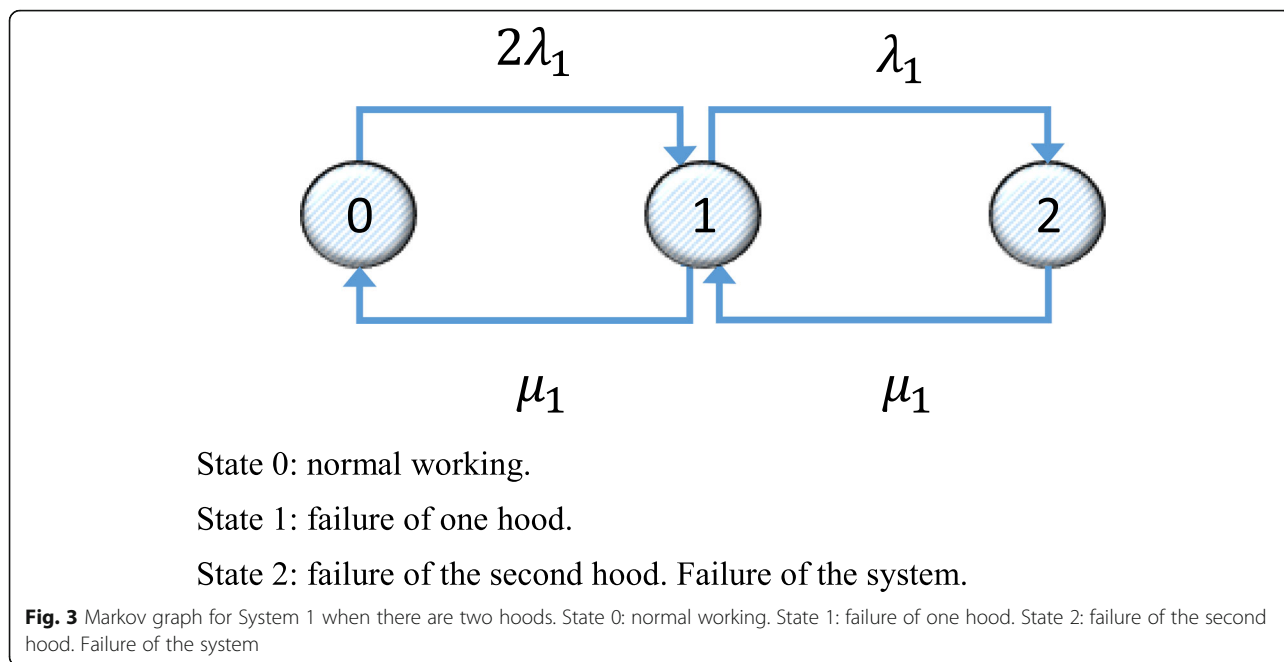 2λ₁ λ₁
0 1 2
μ₁ μ₁
State 0: normal working.
State 1: failure of one hood.
State 2: failure of the second hood. Failure of the system.
Fig. 3 Markov graph for System 1 when there are two hoods. State 0: normal working. State 1: failure of one hood. State 2: failure of the second
hood. Failure of the system